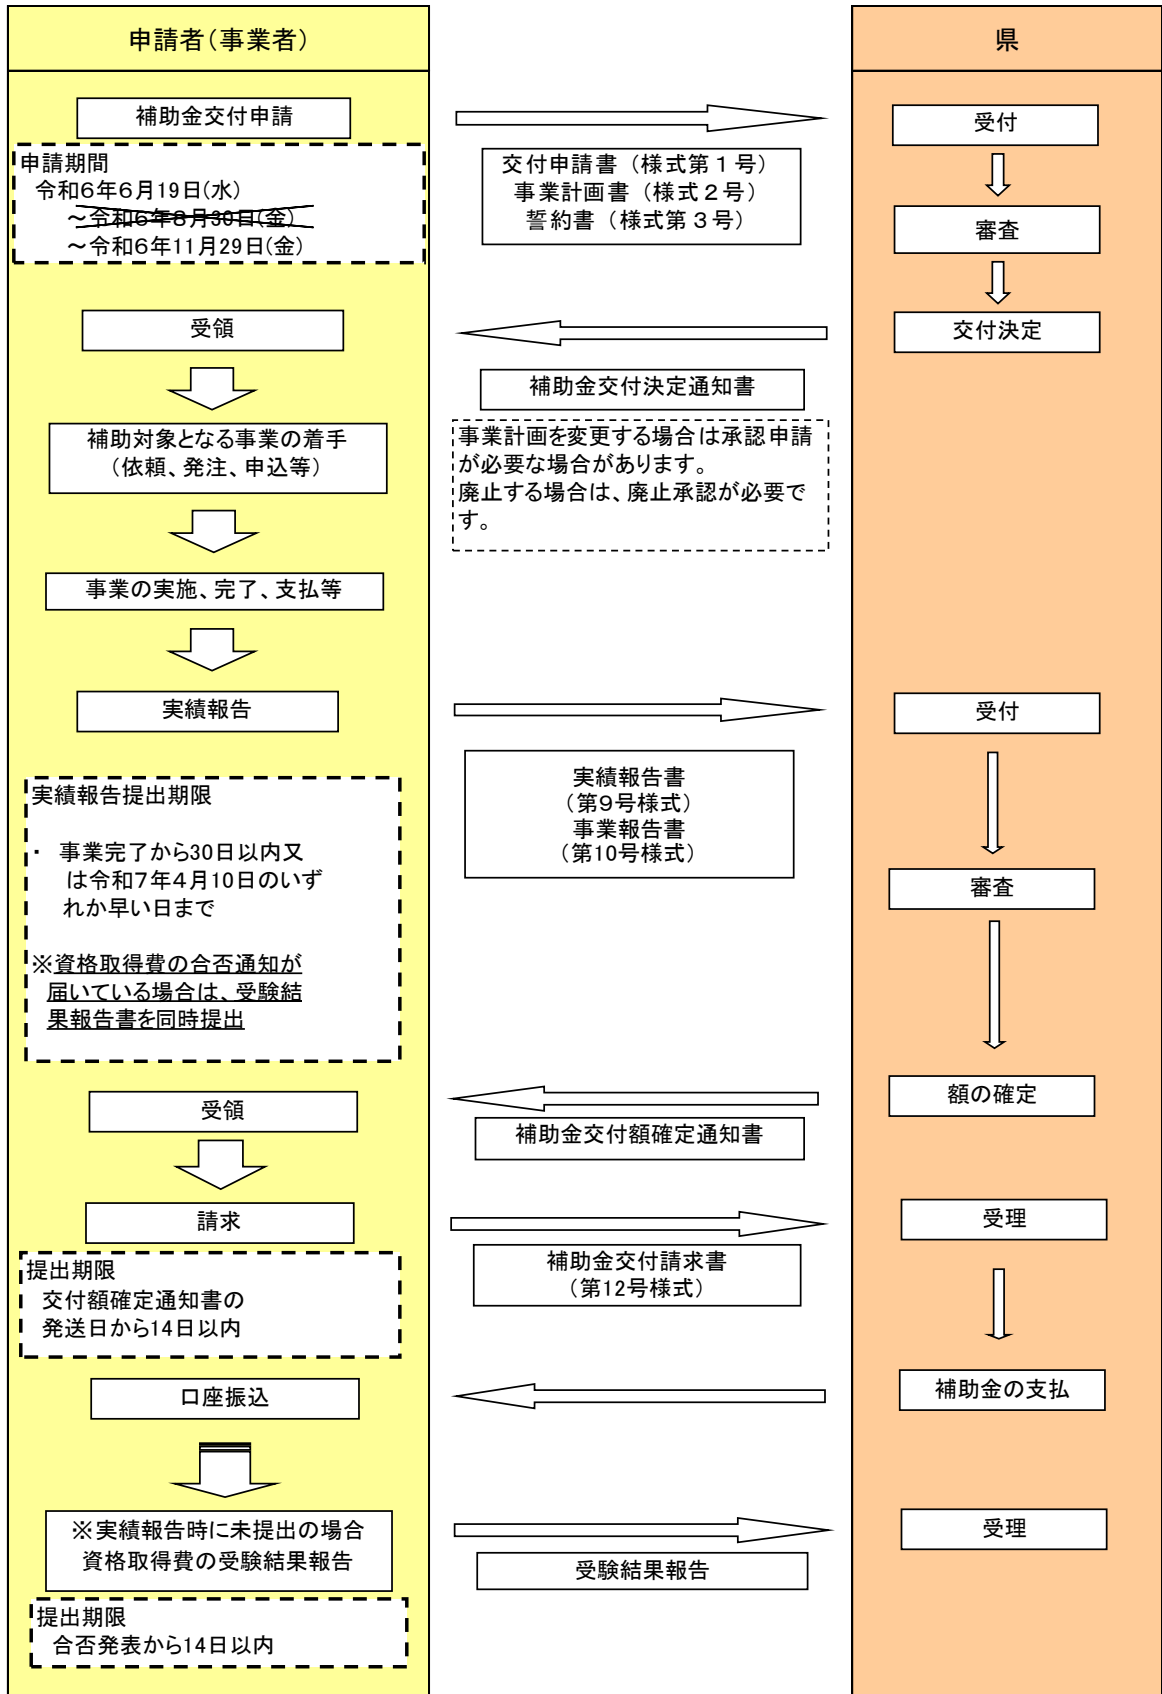 申請者(事業者)
県
補助金交付申請
受付
申請期間
令和6年6月19日(水)
～令和6年8月30日(金)
～令和6年11月29日(金)
交付申請書（様式第１号）
事業計画書（様式２号）
誓約書（様式第３号）
審査
受領
交付決定
補助金交付決定通知書
補助対象となる事業の着手
（依頼、発注、申込等）
事業計画を変更する場合は承認申請
が必要な場合があります。
廃止する場合は、廃止承認が必要で
す。
事業の実施、完了、支払等
実績報告
受付
実績報告書
（第９号様式）
事業報告書
（第10号様式）
実績報告提出期限
・ 事業完了から30日以内又
は令和７年４月10日のいず
れか早い日まで
※資格取得費の合否通知が
届いている場合は、受験結
果報告書を同時提出
審査
受領
額の確定
補助金交付額確定通知書
請求
受理
補助金交付請求書
（第12号様式）
提出期限
交付額確定通知書の
発送日から14日以内
口座振込
補助金の支払
※実績報告時に未提出の場合
資格取得費の受験結果報告
受理
受験結果報告
提出期限
合否発表から14日以内